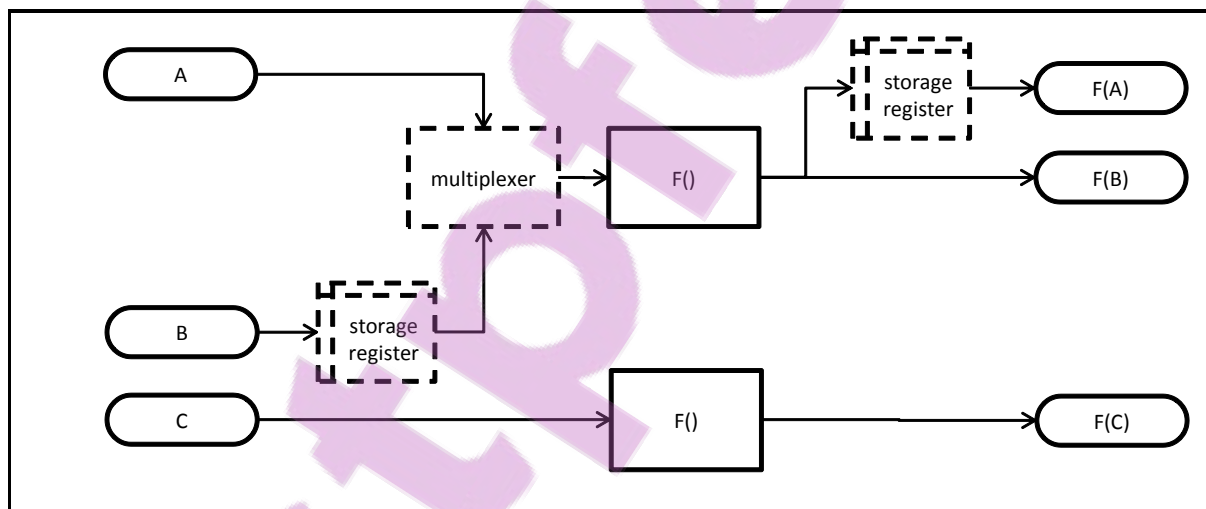 A
storage
register
F(A)
multiplexer
F()
F(B)
B
storage
register
C
F()
F(C)